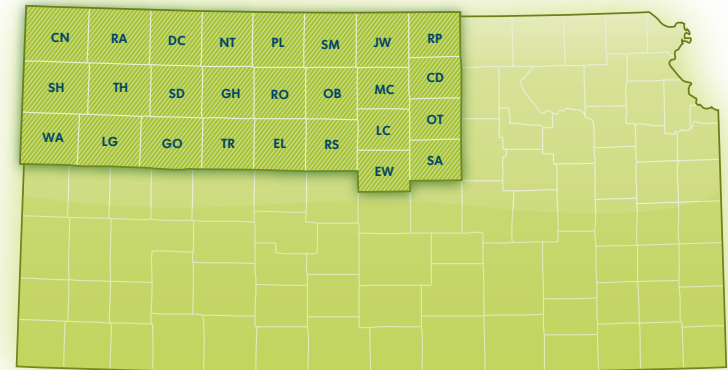 CN RA DC NT PL SM JW RP
SH TH SD GH RO OB MC CD
WA LG GO TR EL RS LC OT
EW SA